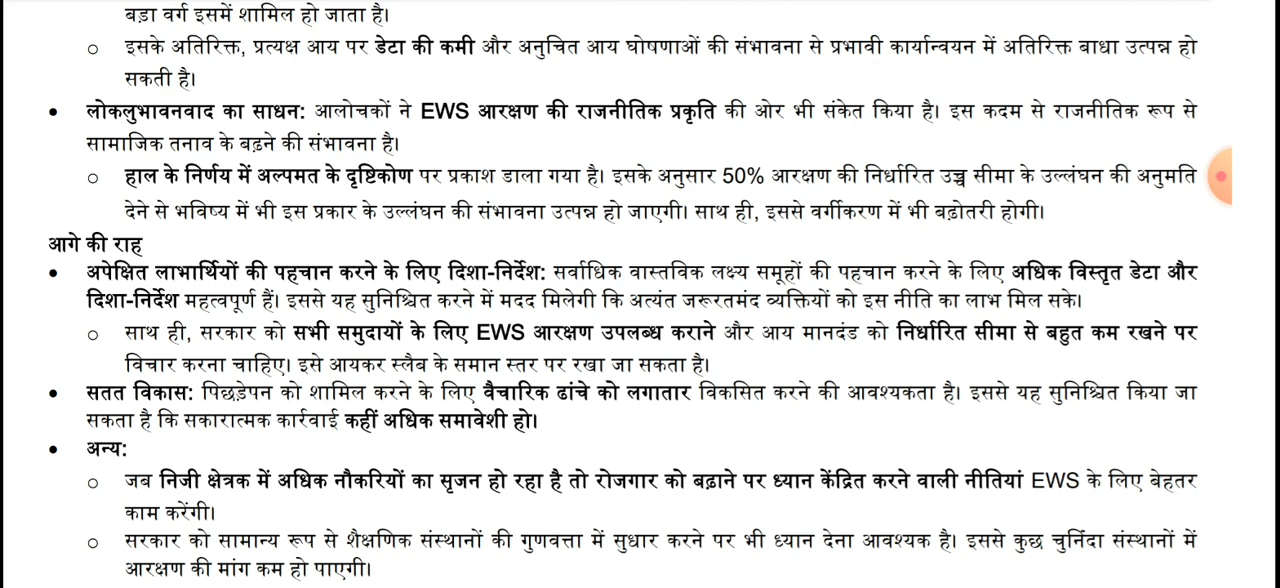 बड़ा वर्ग इसमें शामिल हो जाता है।
o इसके अतिरिक्त, प्रत्यक्ष आय पर डेटा की कमी और अनुचित आय घोषणाओं की संभावना से प्रभावी कार्यान्वयन में अतिरिक्त बाधा उत्पन्न हो
सकती है।
• लोकलुभावनवाद का साधन: आलोचकों ने EWS आरक्षण की राजनीतिक प्रकृति की ओर भी संकेत किया है। इस कदम से राजनीतिक रूप से
सामाजिक तनाव के बढ़ने की संभावना है।
o हाल के निर्णय में अल्पमत के दृष्टिकोण पर प्रकाश डाला गया है। इसके अनुसार 50% आरक्षण की निर्धारित उच्च सीमा के उल्लंघन की अनुमति
देने से भविष्य में भी इस प्रकार के उल्लंघन की संभावना उत्पन्न हो जाएगी। साथ ही, इससे वर्गीकरण में भी बढ़ोतरी होगी।
आगे की राह
• अपेक्षित लाभार्थियों की पहचान करने के लिए दिशा-निर्देश: सर्वाधिक वास्तविक लक्ष्य समूहों की पहचान करने के लिए अधिक विस्तृत डेटा और
दिशा-निर्देश महत्वपूर्ण हैं। इससे यह सुनिश्चित करने में मदद मिलेगी कि अत्यंत जरूरतमंद व्यक्तियों को इस नीति का लाभ मिल सके।
o साथ ही, सरकार को सभी समुदायों के लिए EWS आरक्षण उपलब्ध कराने और आय मानदंड को निर्धारित सीमा से बहुत कम रखने पर
विचार करना चाहिए। इसे आयकर स्लैब के समान स्तर पर रखा जा सकता है।
• सतत विकास: पिछड़ेपन को शामिल करने के लिए वैचारिक ढांचे को लगातार विकसित करने की आवश्यकता है। इससे यह सुनिश्चित किया जा
सकता है कि सकारात्मक कार्रवाई कहीं अधिक समावेशी हो।
• अन्य:
o जब निजी क्षेत्रक में अधिक नौकरियों का सृजन हो रहा है तो रोजगार को बढ़ाने पर ध्यान केंद्रित करने वाली नीतियां EWS के लिए बेहतर
काम करेंगी।
o सरकार को सामान्य रूप से शैक्षणिक संस्थानों की गुणवत्ता में सुधार करने पर भी ध्यान देना आवश्यक है। इससे कुछ चुनिंदा संस्थानों में
आरक्षण की मांग कम हो पाएगी।